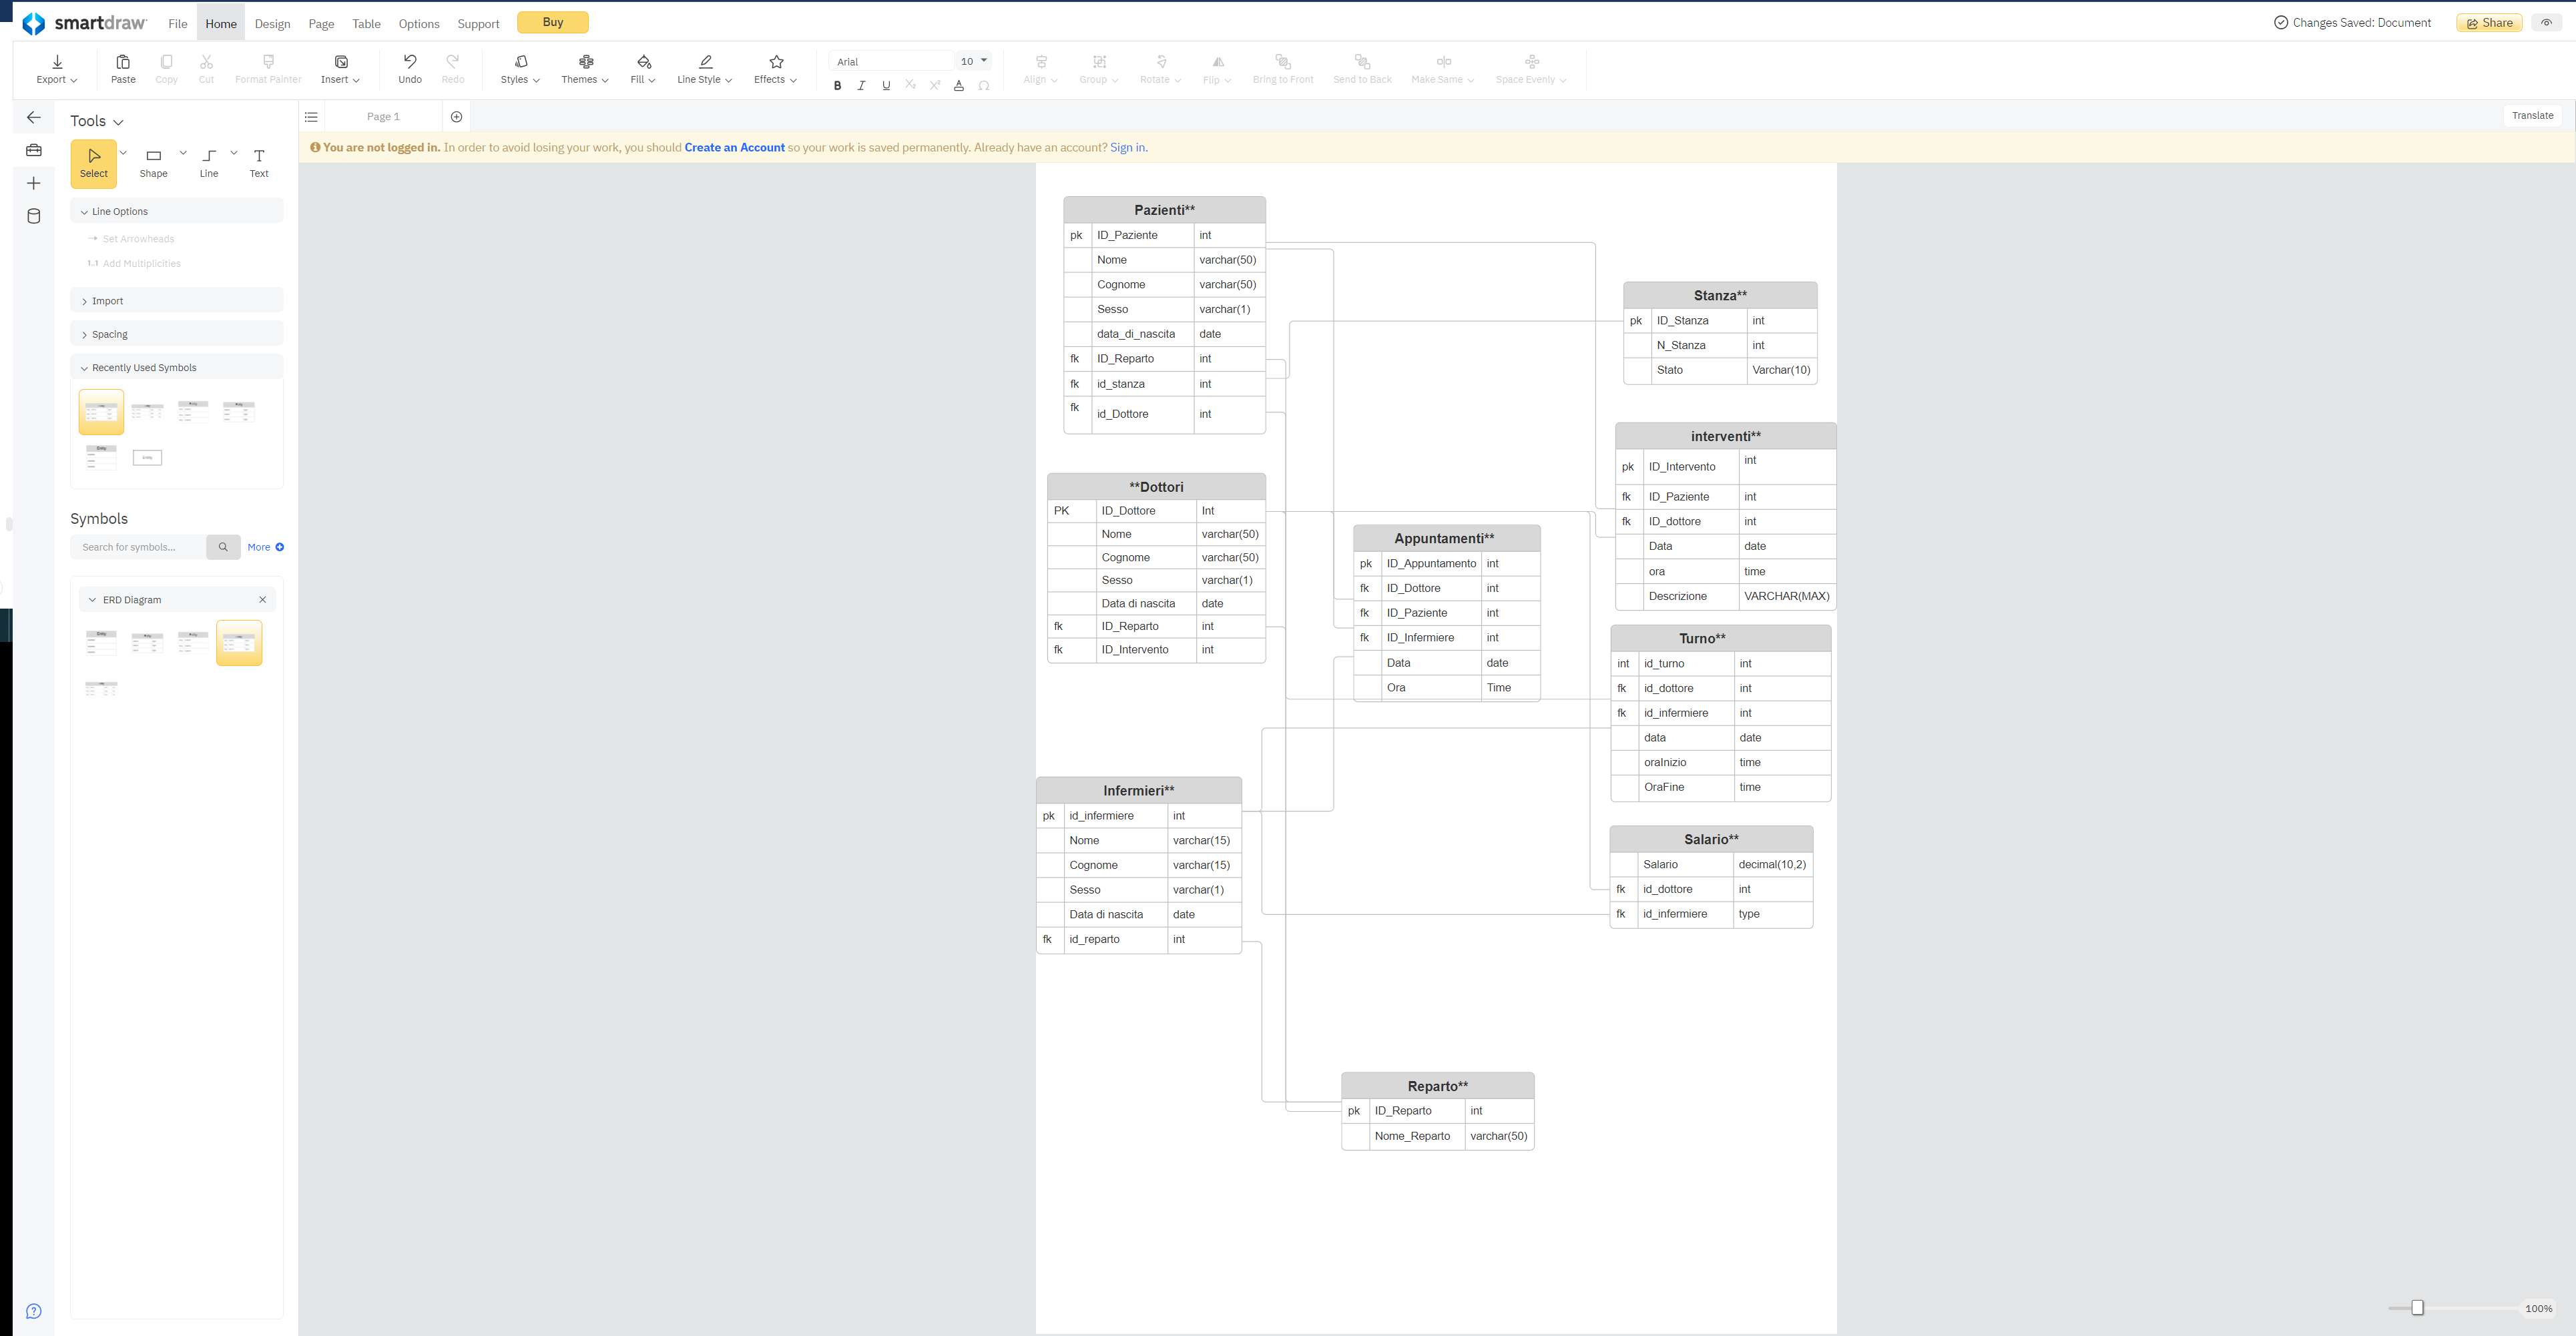 smartdraw
File Home Design Page Table Options Support Buy
Changes Saved: Document Share
Export Paste Copy Cut Format Painter Insert Undo Redo Styles Themes Fill Line Style Effects
Arial 10
B I U X₂ X² A Ω
Align Group Rotate Flip Bring to Front Send to Back Make Same Space Evenly
Tools
Page 1
Translate
You are not logged in. In order to avoid losing your work, you should Create an Account so your work is saved permanently. Already have an account? Sign in.
Select Shape Line Text
Line Options
Set Arrowheads
1..1 Add Multiplicities
Import
Spacing
Recently Used Symbols
Symbols
Search for symbols... More
ERD Diagram
Pazienti**
pk ID_Paziente int
Nome varchar(50)
Cognome varchar(50)
Sesso varchar(1)
data_di_nascita date
fk ID_Reparto int
fk id_stanza int
fk id_Dottore int
Stanza**
pk ID_Stanza int
N_Stanza int
Stato Varchar(10)
interventi**
pk ID_Intervento int
fk ID_Paziente int
fk ID_dottore int
Data date
ora time
Descrizione VARCHAR(MAX)
**Dottori
PK ID_Dottore Int
Nome varchar(50)
Cognome varchar(50)
Sesso varchar(1)
Data di nascita date
fk ID_Reparto int
fk ID_Intervento int
Appuntamenti**
pk ID_Appuntamento int
fk ID_Dottore int
fk ID_Paziente int
fk ID_Infermiere int
Data date
Ora Time
Turno**
int id_turno int
fk id_dottore int
fk id_infermiere int
data date
oraInizio time
OraFine time
Infermieri**
pk id_infermiere int
Nome varchar(15)
Cognome varchar(15)
Sesso varchar(1)
Data di nascita date
fk id_reparto int
Salario**
Salario decimal(10,2)
fk id_dottore int
fk id_infermiere type
Reparto**
pk ID_Reparto int
Nome_Reparto varchar(50)
100%